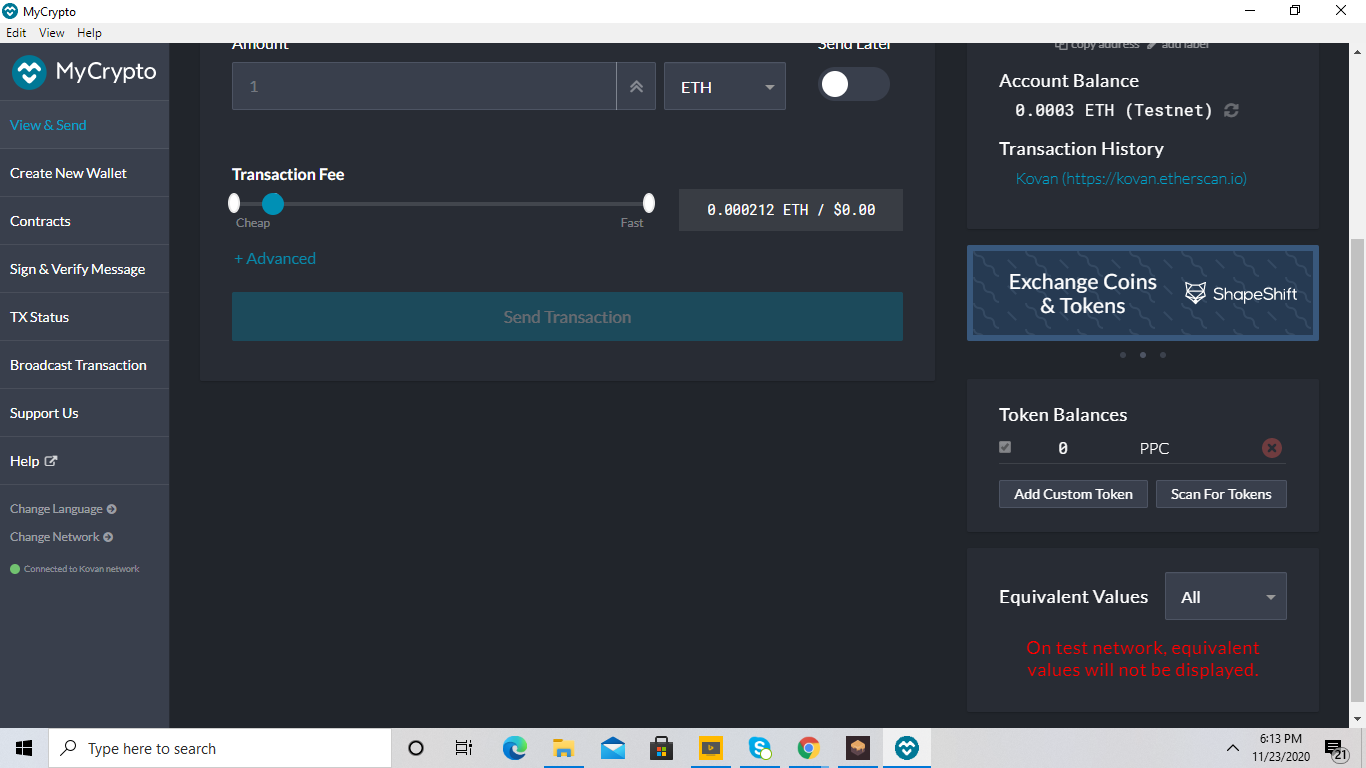 MyCrypto
Edit View Help
MyCrypto
View & Send
Create New Wallet
Contracts
Sign & Verify Message
TX Status
Broadcast Transaction
Support Us
Help
Change Language
Change Network
Connected to Kovan network
Amount
Send Later
1
ETH
Transaction Fee
Cheap
Fast
0.000212 ETH / $0.00
+ Advanced
Send Transaction
copy address add label
Account Balance
0.0003 ETH (Testnet)
Transaction History
Kovan (https://kovan.etherscan.io)
Exchange Coins
& Tokens
ShapeShift
Token Balances
0 PPC
Add Custom Token Scan For Tokens
Equivalent Values All
On test network, equivalent
values will not be displayed.
Type here to search
6:13 PM
11/23/2020
21